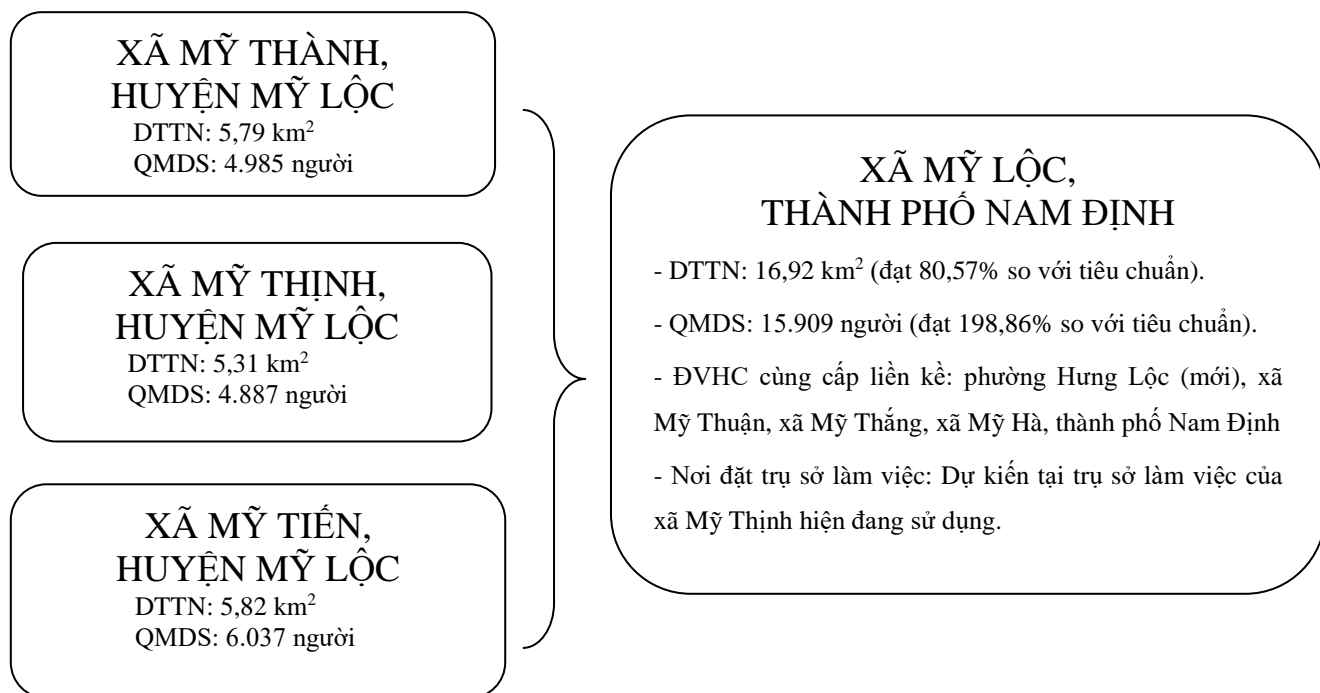 XÃ MỸ THÀNH,
HUYỆN MỸ LỘC
DTTN: 5,79 km²
QMDS: 4.985 người
XÃ MỸ THỊNH,
HUYỆN MỸ LỘC
DTTN: 5,31 km²
QMDS: 4.887 người
XÃ MỸ TIẾN,
HUYỆN MỸ LỘC
DTTN: 5,82 km²
QMDS: 6.037 người
XÃ MỸ LỘC,
THÀNH PHỐ NAM ĐỊNH
- DTTN: 16,92 km² (đạt 80,57% so với tiêu chuẩn).
- QMDS: 15.909 người (đạt 198,86% so với tiêu chuẩn).
- ĐVHC cùng cấp liền kề: phường Hưng Lộc (mới), xã
Mỹ Thuận, xã Mỹ Thắng, xã Mỹ Hà, thành phố Nam Định
- Nơi đặt trụ sở làm việc: Dự kiến tại trụ sở làm việc của
xã Mỹ Thịnh hiện đang sử dụng.